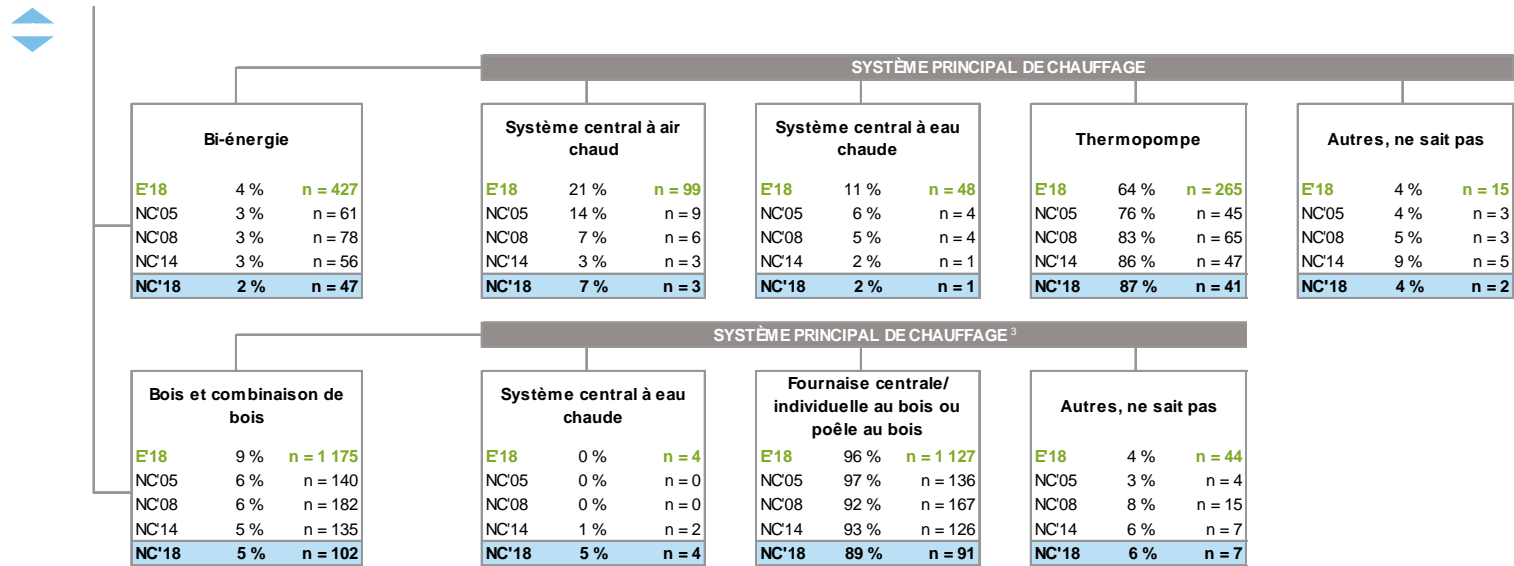 SYSTÈME PRINCIPAL DE CHAUFFAGE
Bi-énergie
E'18 4 % n = 427
NC'05 3 % n = 61
NC'08 3 % n = 78
NC'14 3 % n = 56
NC'18 2 % n = 47
Système central à air
chaud
E'18 21 % n = 99
NC'05 14 % n = 9
NC'08 7 % n = 6
NC'14 3 % n = 3
NC'18 7 % n = 3
Système central à eau
chaude
E'18 11 % n = 48
NC'05 6 % n = 4
NC'08 5 % n = 4
NC'14 2 % n = 1
NC'18 2 % n = 1
Thermopompe
E'18 64 % n = 265
NC'05 76 % n = 45
NC'08 83 % n = 65
NC'14 86 % n = 47
NC'18 87 % n = 41
Autres, ne sait pas
E'18 4 % n = 15
NC'05 4 % n = 3
NC'08 5 % n = 3
NC'14 9 % n = 5
NC'18 4 % n = 2
SYSTÈME PRINCIPAL DE CHAUFFAGE 3
Bois et combinaison de
bois
E'18 9 % n = 1 175
NC'05 6 % n = 140
NC'08 6 % n = 182
NC'14 5 % n = 135
NC'18 5 % n = 102
Système central à eau
chaude
E'18 0 % n = 4
NC'05 0 % n = 0
NC'08 0 % n = 0
NC'14 1 % n = 2
NC'18 5 % n = 4
Fournaise centrale/
individuelle au bois ou
poêle au bois
E'18 96 % n = 1 127
NC'05 97 % n = 136
NC'08 92 % n = 167
NC'14 93 % n = 126
NC'18 89 % n = 91
Autres, ne sait pas
E'18 4 % n = 44
NC'05 3 % n = 4
NC'08 8 % n = 15
NC'14 6 % n = 7
NC'18 6 % n = 7